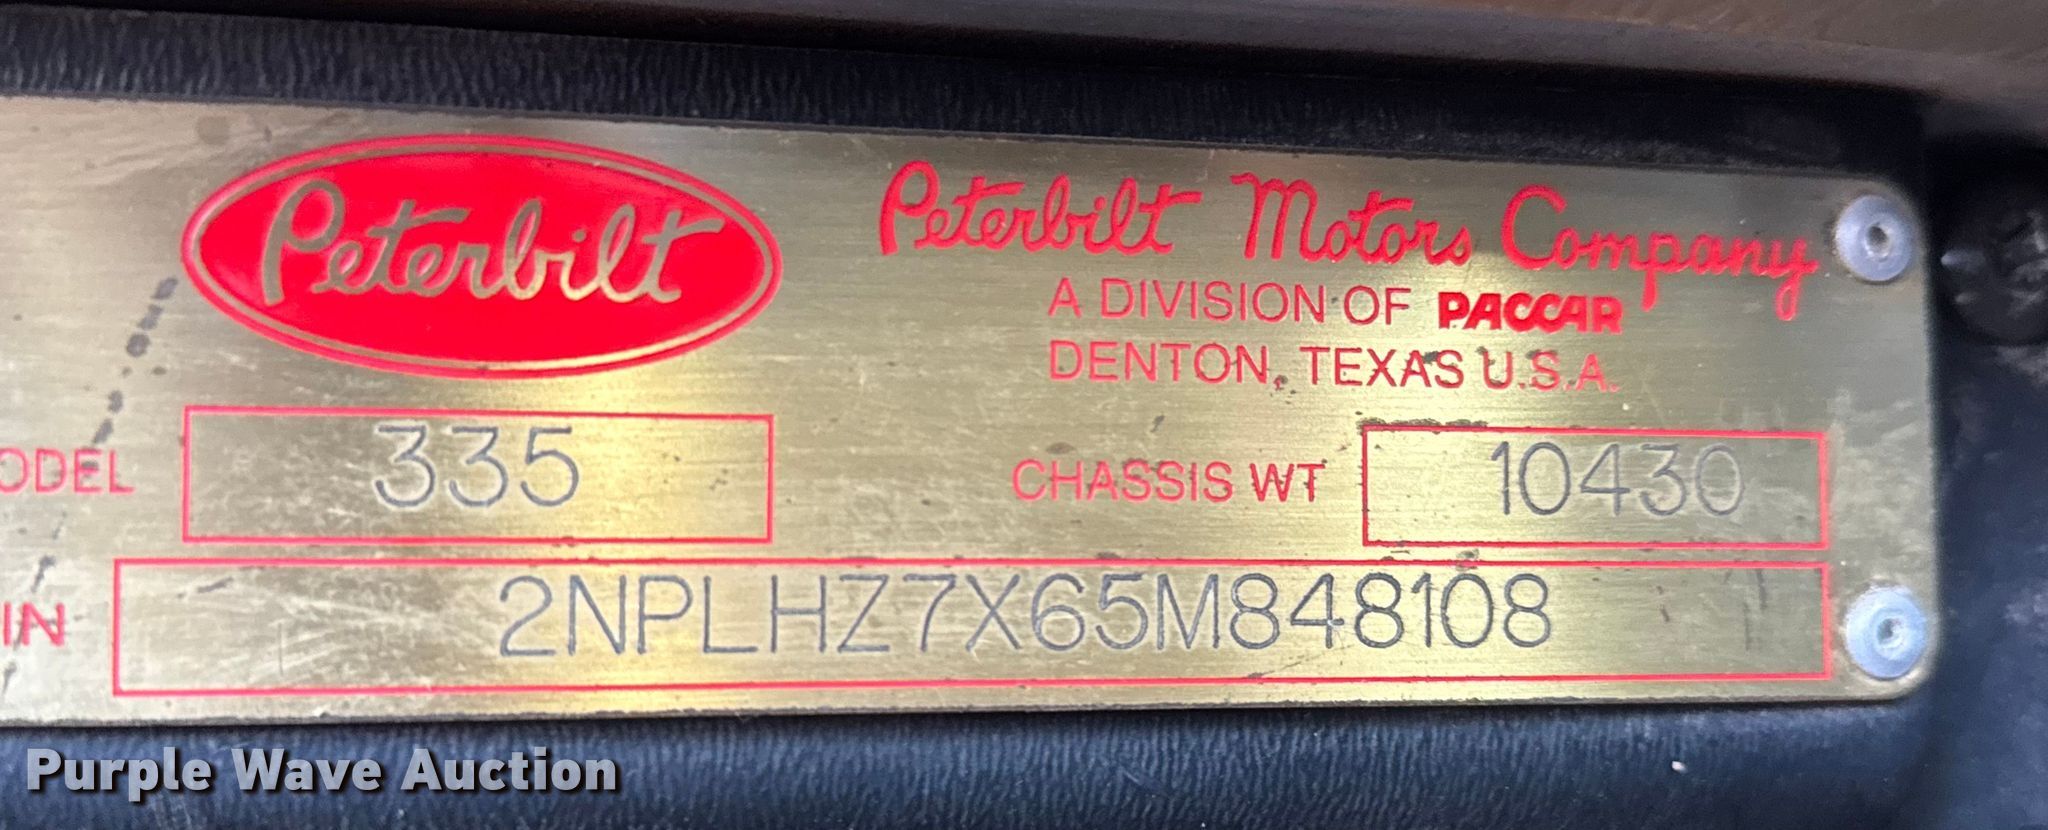 Peterbilt
Peterbilt Motors Company
A DIVISION OF PACCAR
DENTON, TEXAS U.S.A.
ODEL 335
CHASSIS WT 10430
IN 2NPLHZ7X65M848108
Purple Wave Auction